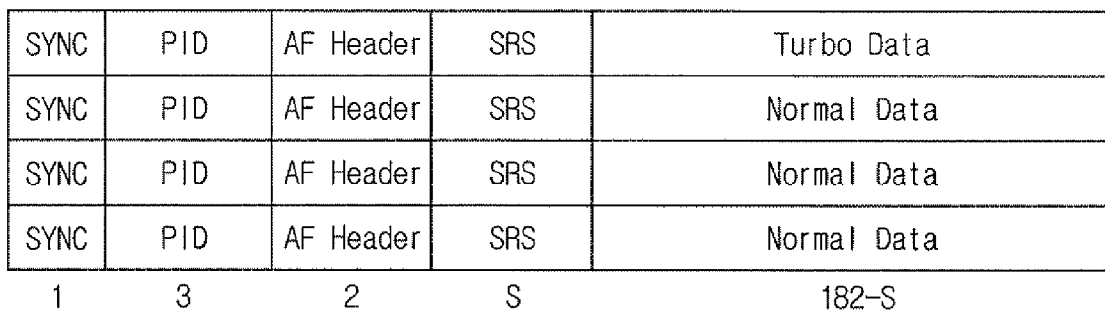 SYNC PID AF Header SRS Turbo Data
SYNC PID AF Header SRS Normal Data
SYNC PID AF Header SRS Normal Data
SYNC PID AF Header SRS Normal Data
1 3 2 S 182-S